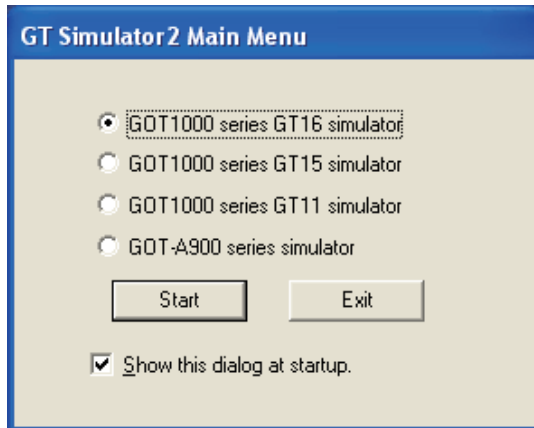 GT Simulator2 Main Menu
GOT1000 series GT16 simulator
GOT1000 series GT15 simulator
GOT1000 series GT11 simulator
GOT-A900 series simulator
Start Exit
Show this dialog at startup.